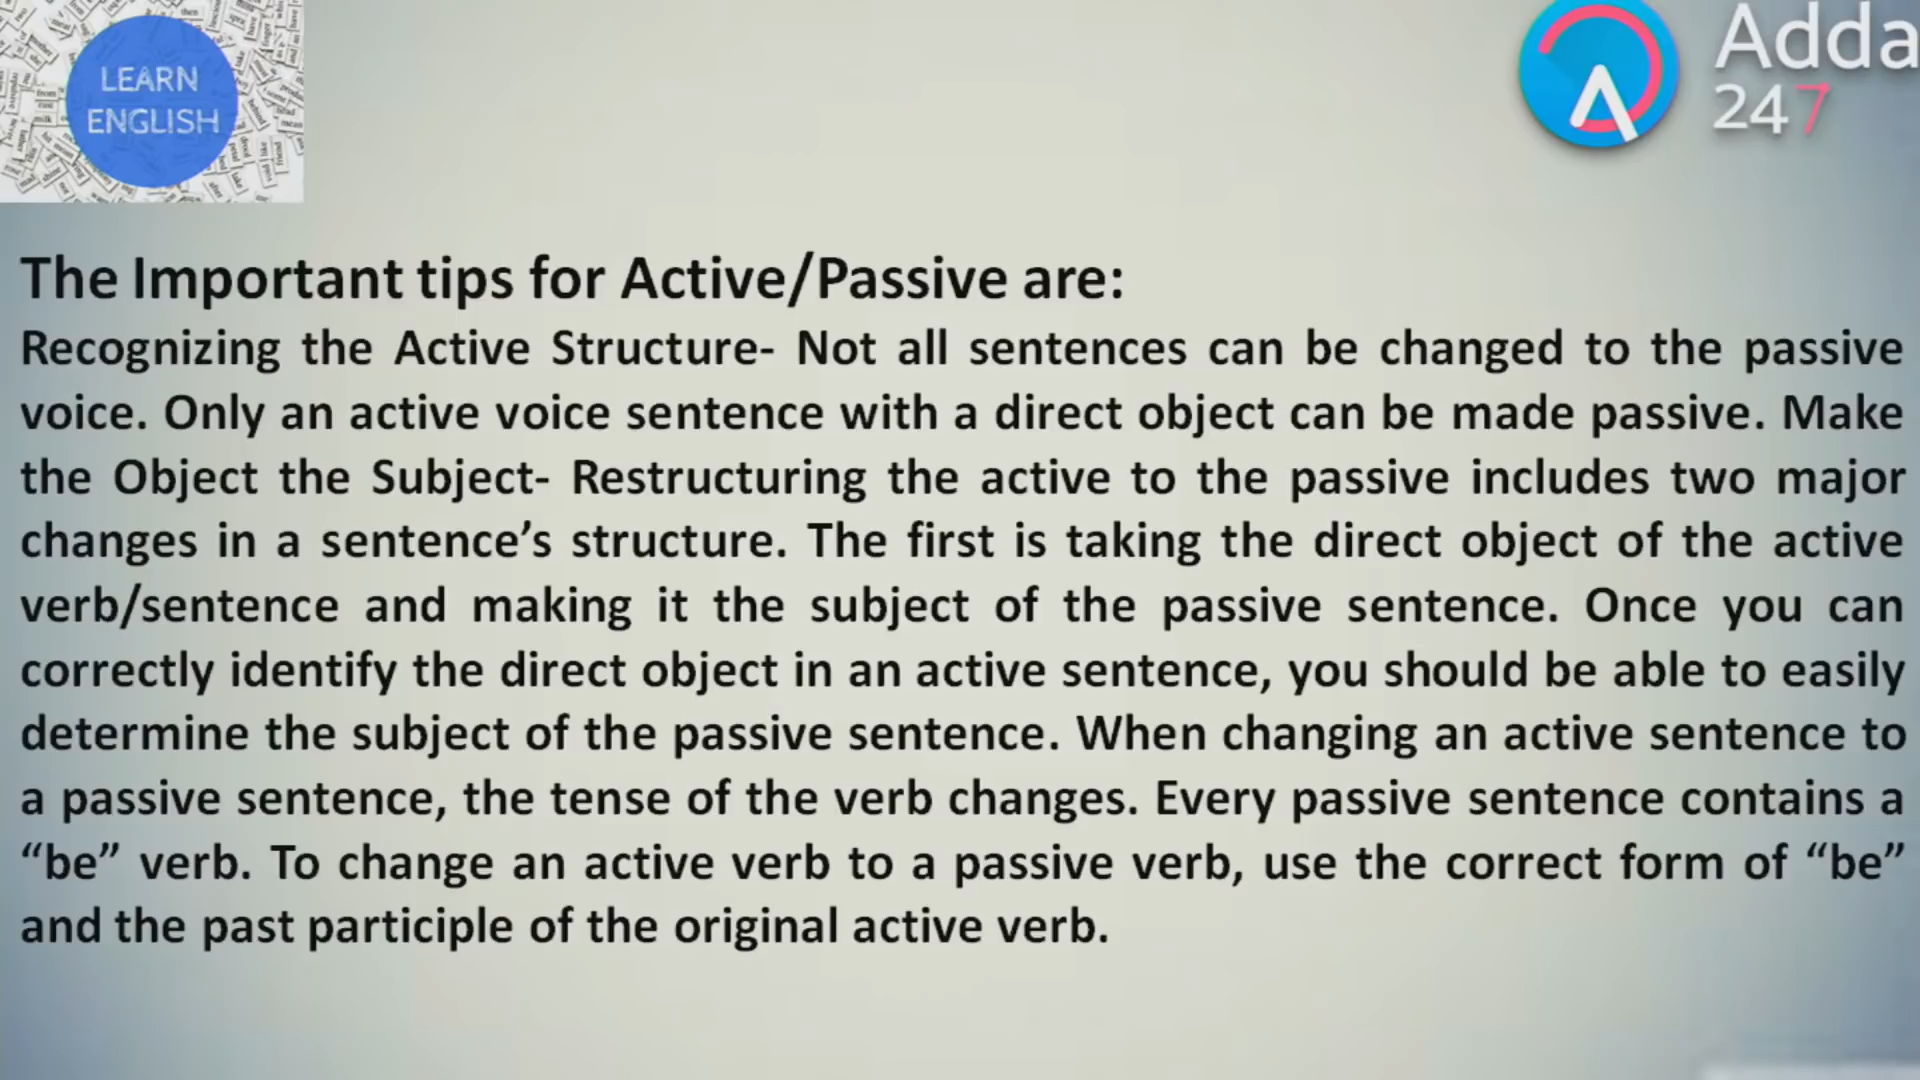 LEARN
ENGLISH
Adda
247
The Important tips for Active/Passive are:
Recognizing the Active Structure- Not all sentences can be changed to the passive
voice. Only an active voice sentence with a direct object can be made passive. Make
the Object the Subject- Restructuring the active to the passive includes two major
changes in a sentence’s structure. The first is taking the direct object of the active
verb/sentence and making it the subject of the passive sentence. Once you can
correctly identify the direct object in an active sentence, you should be able to easily
determine the subject of the passive sentence. When changing an active sentence to
a passive sentence, the tense of the verb changes. Every passive sentence contains a
“be” verb. To change an active verb to a passive verb, use the correct form of “be”
and the past participle of the original active verb.